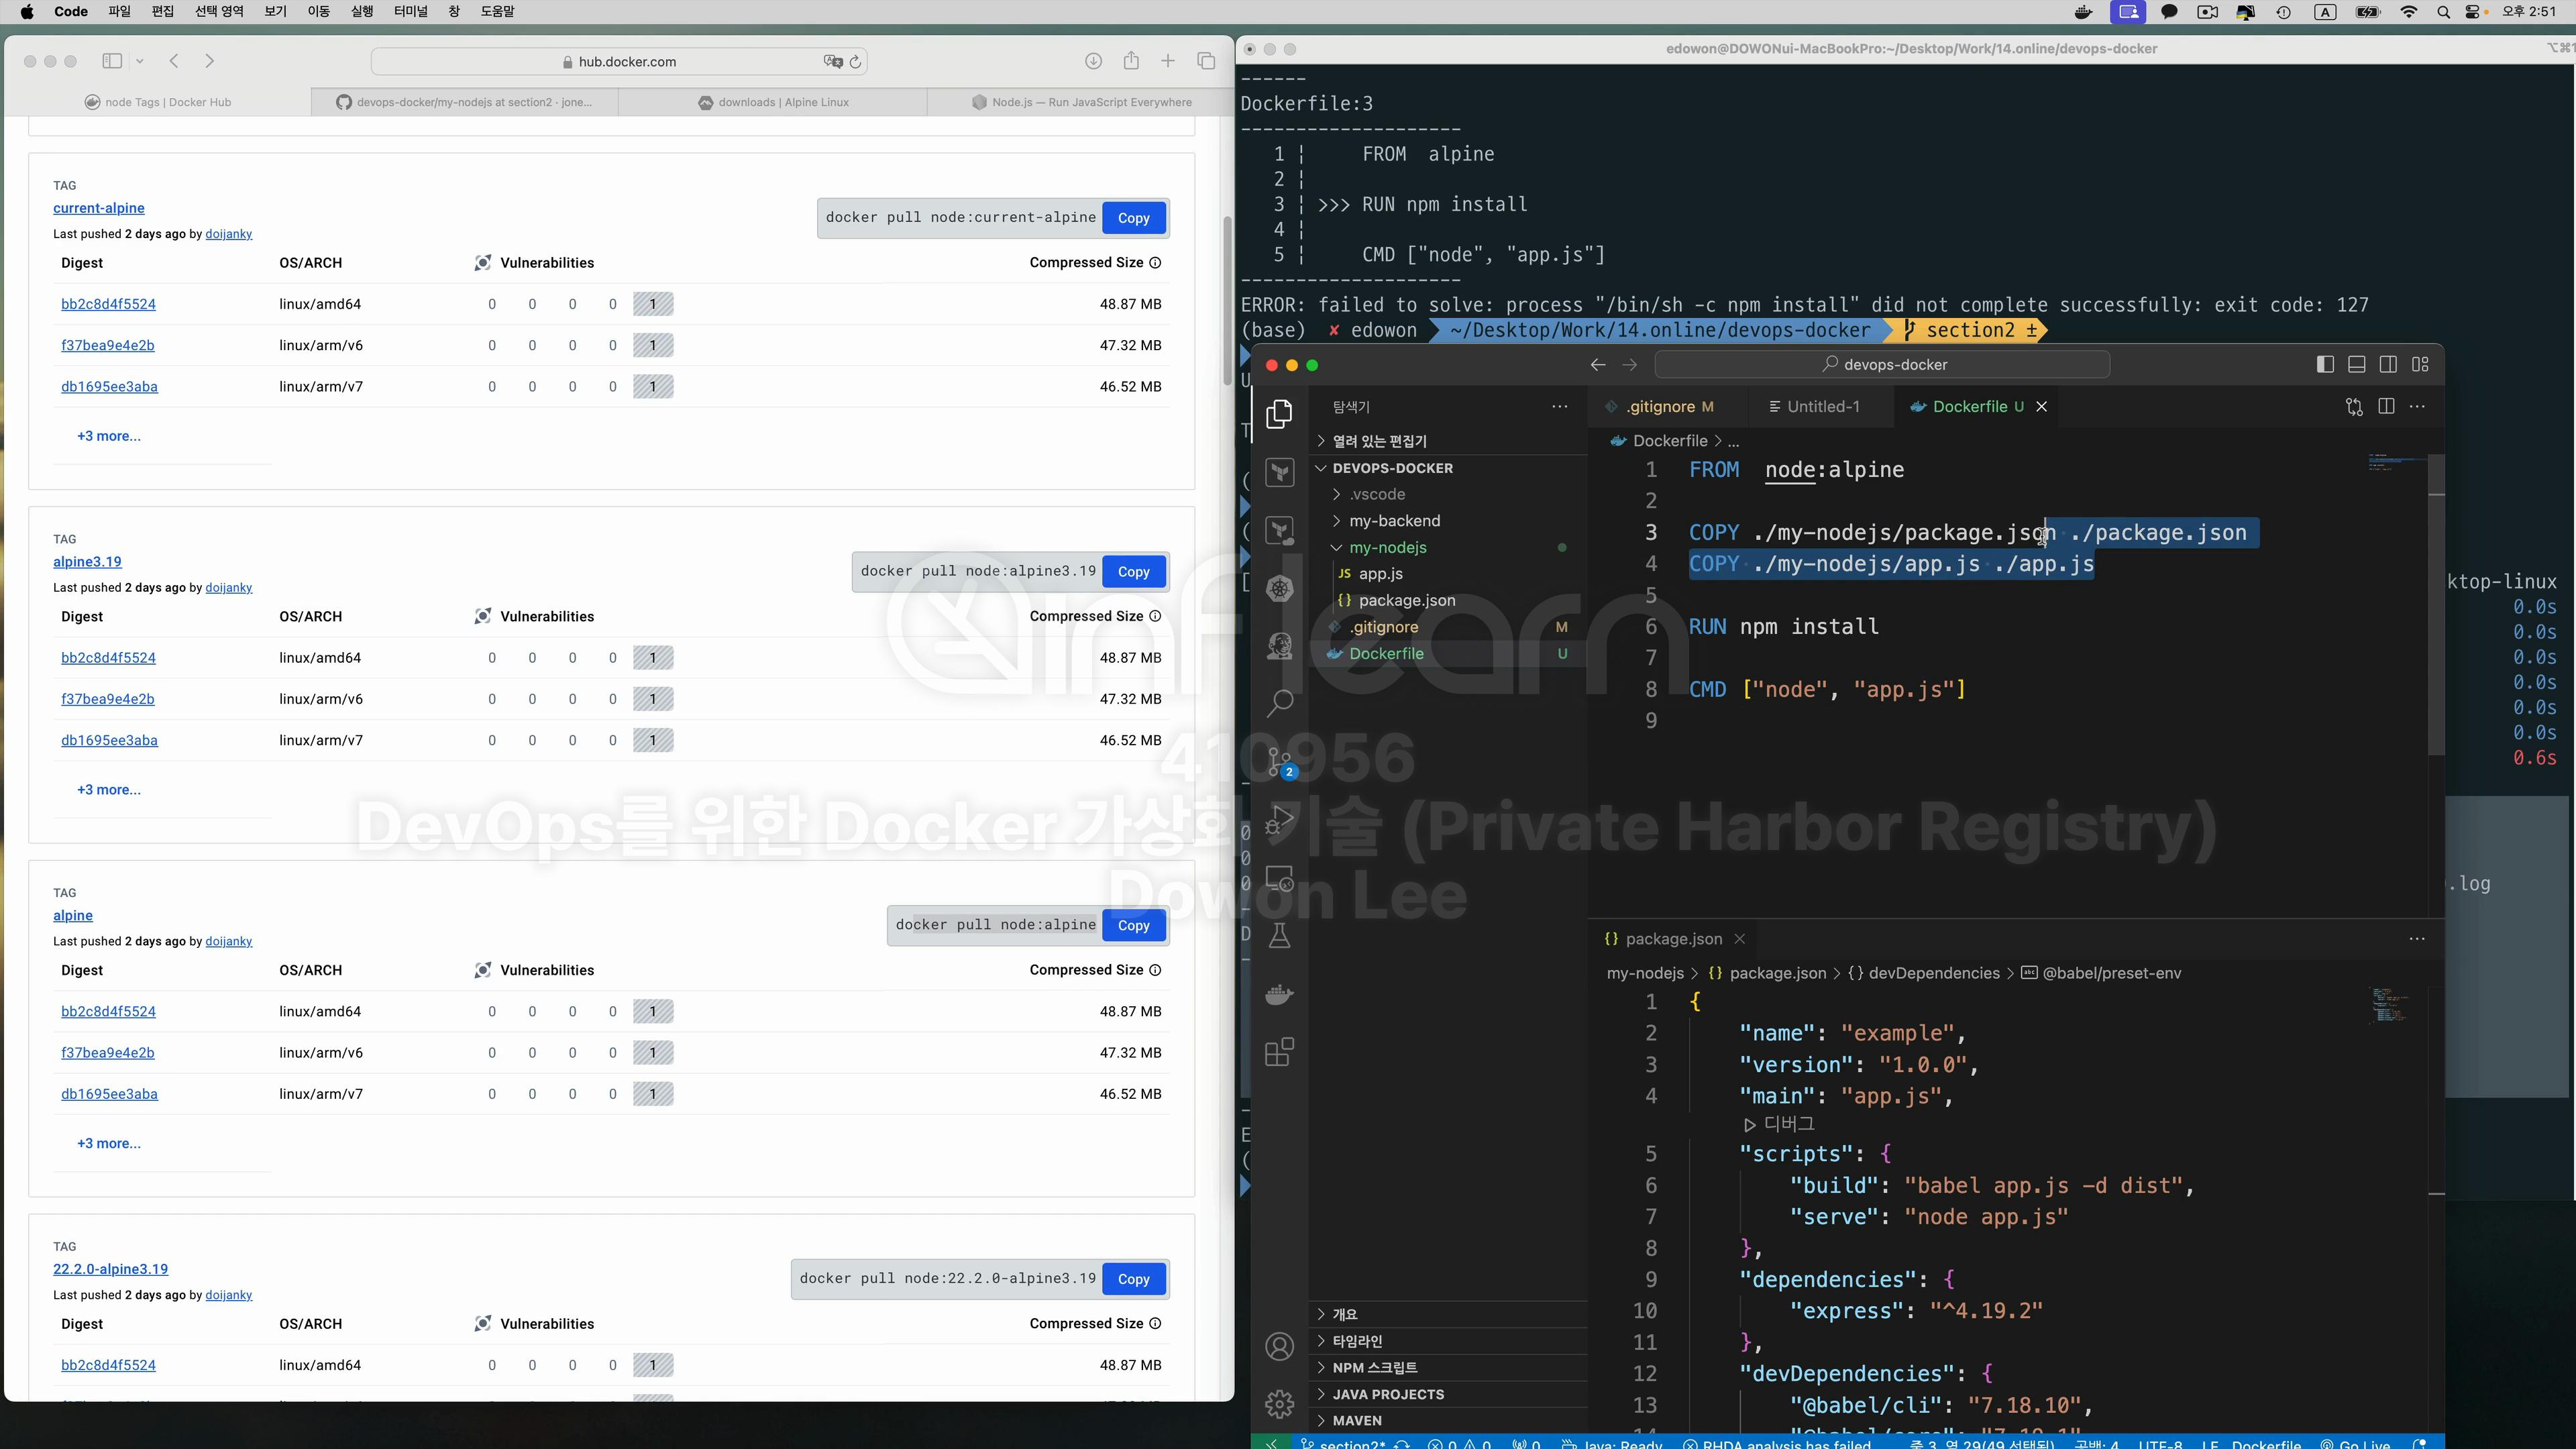 Code 파일 편집 선택 영역 보기 이동 실행 터미널 창 도움말
A 오후 2:51
hub.docker.com
node Tags | Docker Hub
devops-docker/my-nodejs at section2 · jone...
downloads | Alpine Linux
Node.js — Run JavaScript Everywhere
TAG
current-alpine
docker pull node:current-alpine Copy
Last pushed 2 days ago by doijanky
Digest OS/ARCH Vulnerabilities Compressed Size
bb2c8d4f5524 linux/amd64 0 0 0 0 1 48.87 MB
f37bea9e4e2b linux/arm/v6 0 0 0 0 1 47.32 MB
db1695ee3aba linux/arm/v7 0 0 0 0 1 46.52 MB
+3 more...
TAG
alpine3.19
docker pull node:alpine3.19 Copy
Last pushed 2 days ago by doijanky
Digest OS/ARCH Vulnerabilities Compressed Size
bb2c8d4f5524 linux/amd64 0 0 0 0 1 48.87 MB
f37bea9e4e2b linux/arm/v6 0 0 0 0 1 47.32 MB
db1695ee3aba linux/arm/v7 0 0 0 0 1 46.52 MB
+3 more...
TAG
alpine
docker pull node:alpine Copy
Last pushed 2 days ago by doijanky
Digest OS/ARCH Vulnerabilities Compressed Size
bb2c8d4f5524 linux/amd64 0 0 0 0 1 48.87 MB
f37bea9e4e2b linux/arm/v6 0 0 0 0 1 47.32 MB
db1695ee3aba linux/arm/v7 0 0 0 0 1 46.52 MB
+3 more...
TAG
22.2.0-alpine3.19
docker pull node:22.2.0-alpine3.19 Copy
Last pushed 2 days ago by doijanky
Digest OS/ARCH Vulnerabilities Compressed Size
bb2c8d4f5524 linux/amd64 0 0 0 0 1 48.87 MB
edowon@DOWONui-MacBookPro:~/Desktop/Work/14.online/devops-docker
------
Dockerfile:3
--------------------
1 | FROM  alpine
2 |
3 | >>> RUN npm install
4 |
5 | CMD ["node", "app.js"]
--------------------
ERROR: failed to solve: process "/bin/sh -c npm install" did not complete successfully: exit code: 127
(base) ✘ edowon ~/Desktop/Work/14.online/devops-docker section2 ±
ktop-linux
0.0s
0.0s
0.0s
0.0s
0.0s
0.0s
0.6s
.log
devops-docker
탐색기
열려 있는 편집기
DEVOPS-DOCKER
.vscode
my-backend
my-nodejs
JS app.js
{} package.json
.gitignore M
Dockerfile U
2
개요
타임라인
NPM 스크립트
JAVA PROJECTS
MAVEN
.gitignore M
Untitled-1
Dockerfile U
Dockerfile > ...
1 FROM  node:alpine
2
3 COPY ./my-nodejs/package.json ./package.json
4 COPY ./my-nodejs/app.js ./app.js
5
6 RUN npm install
7
8 CMD ["node", "app.js"]
9
{} package.json
my-nodejs > {} package.json > {} devDependencies > @babel/preset-env
1 {
2 "name": "example",
3 "version": "1.0.0",
4 "main": "app.js",
디버그
5 "scripts": {
6 "build": "babel app.js -d dist",
7 "serve": "node app.js"
8 },
9 "dependencies": {
10 "express": "^4.19.2"
11 },
12 "devDependencies": {
13 "@babel/cli": "7.18.10",
section2* 0 0 0 Java: Ready RHDA analysis has failed 줄 3, 열 29(49 선택됨) 공백: 4 UTF-8 LF Dockerfile Go Live
inflearn
410956
DevOps를 위한 Docker 가상화 기술 (Private Harbor Registry)
Dowon Lee